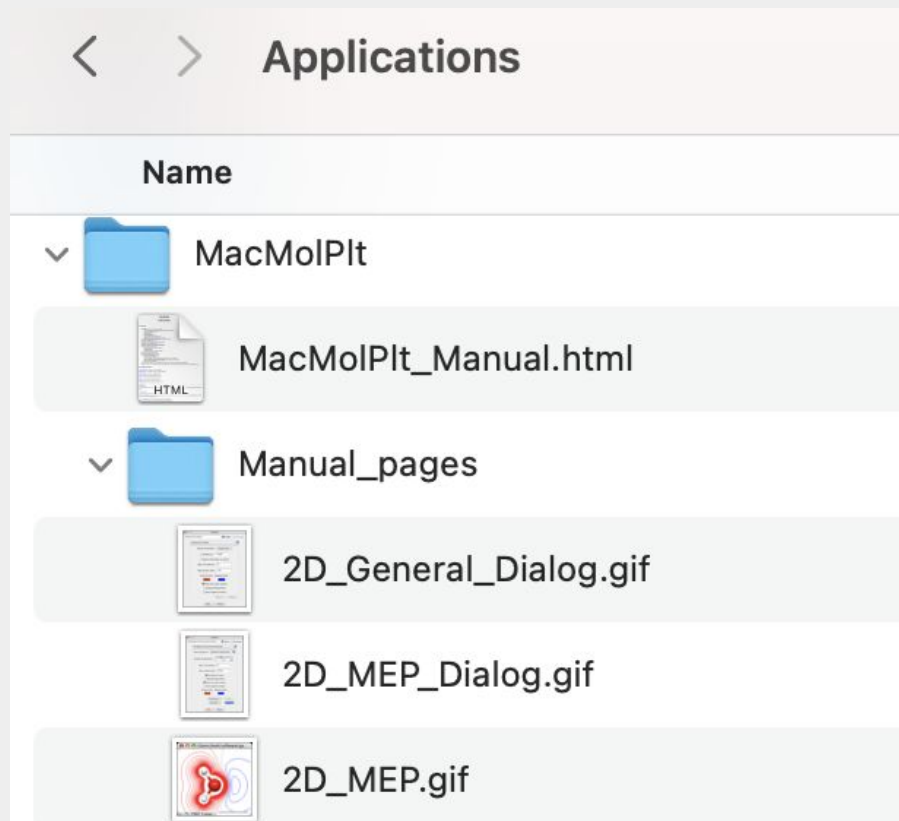 Applications
Name
MacMolPlt
HTML
MacMolPlt_Manual.html
Manual_pages
2D_General_Dialog.gif
2D_MEP_Dialog.gif
2D_MEP.gif